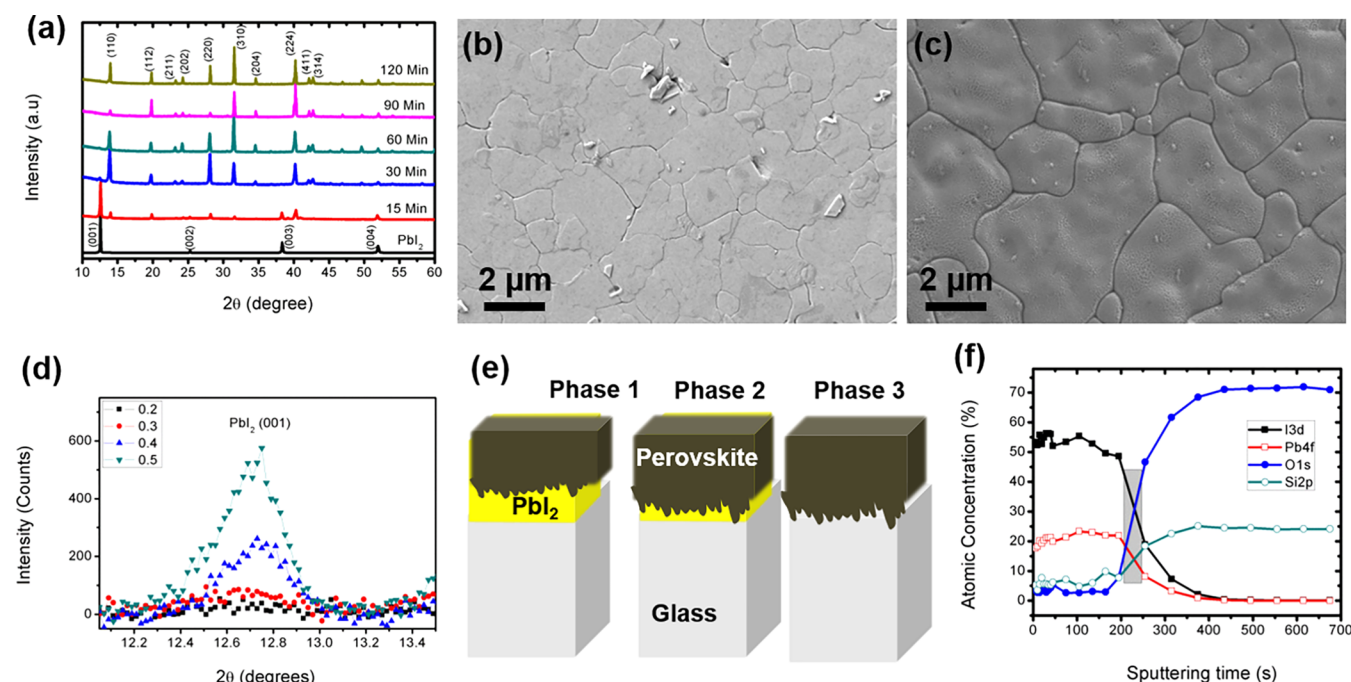 (a)
(110)
(112)
(211)
(202)
(220)
(310)
(204)
(224)
(411)
(314)
120 Min
90 Min
60 Min
30 Min
15 Min
PbI2
(001)
(002)
(003)
(004)
Intensity (a.u)
10 15 20 25 30 35 40 45 50 55 60
2θ (degree)
(b)
2 µm
(c)
2 µm
(d)
0.2
0.3
0.4
0.5
PbI2 (001)
600
400
200
0
Intensity (Counts)
12.2 12.4 12.6 12.8 13.0 13.2 13.4
2θ (degrees)
(e)
Phase 1 Phase 2 Phase 3
Perovskite
PbI2
Glass
(f)
70
60
50
40
30
20
10
0
Atomic Concentration (%)
I3d
Pb4f
O1s
Si2p
0 100 200 300 400 500 600 700
Sputtering time (s)